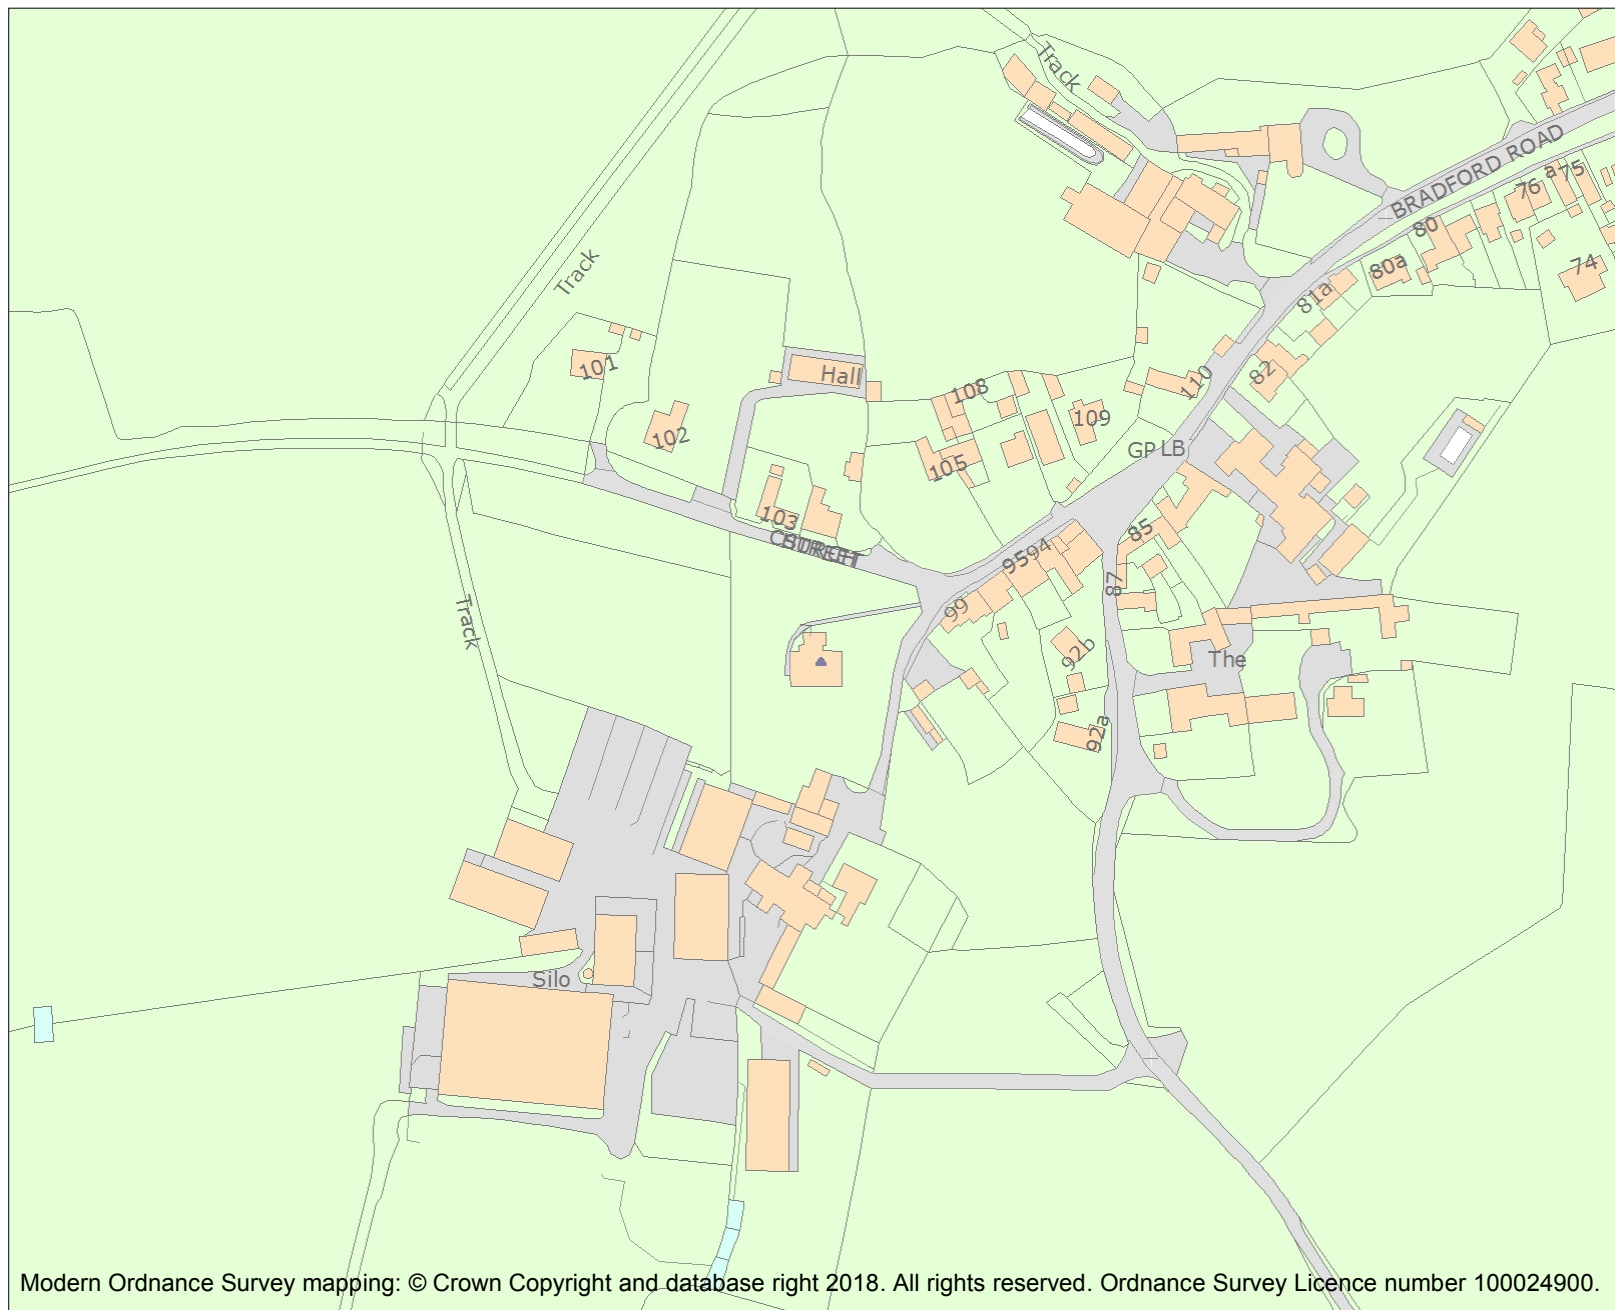 Track
BRADFORD ROAD
75
a
76
80
Track
74
80a
81a
101
Hall
82
110
108
102
109
GP LB
105
103
85
94
95
87
99
Track
92b
The
92a
Silo
Modern Ordnance Survey mapping: © Crown Copyright and database right 2018. All rights reserved. Ordnance Survey Licence number 100024900.